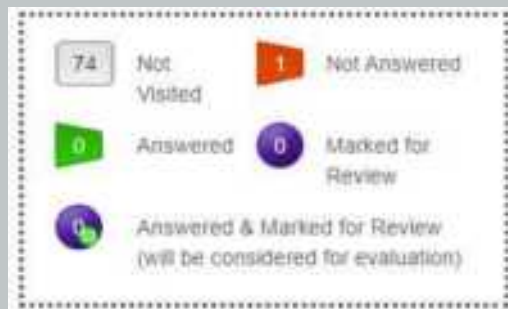 74 Not Visited
1 Not Answered
0 Answered
0 Marked for Review
0 Answered & Marked for Review
(will be considered for evaluation)